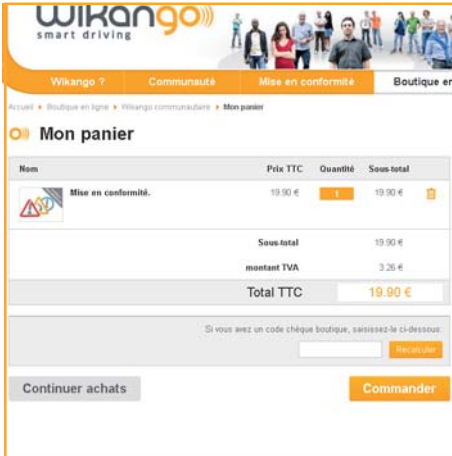 wikango
smart driving
Wikango ? Communauté Mise en conformité Boutique en
Accueil Boutique en ligne Wikango communautaire Mon panier
Mon panier
Nom Prix TTC Quantité Sous-total
Mise en conformité. 19.90 € 1 19.90 €
Sous-total 19.90 €
montant TVA 3.26 €
Total TTC 19.90 €
Si vous avez un code chèque boutique, saisissez-le ci-dessous:
Recalculer
Continuer achats Commander